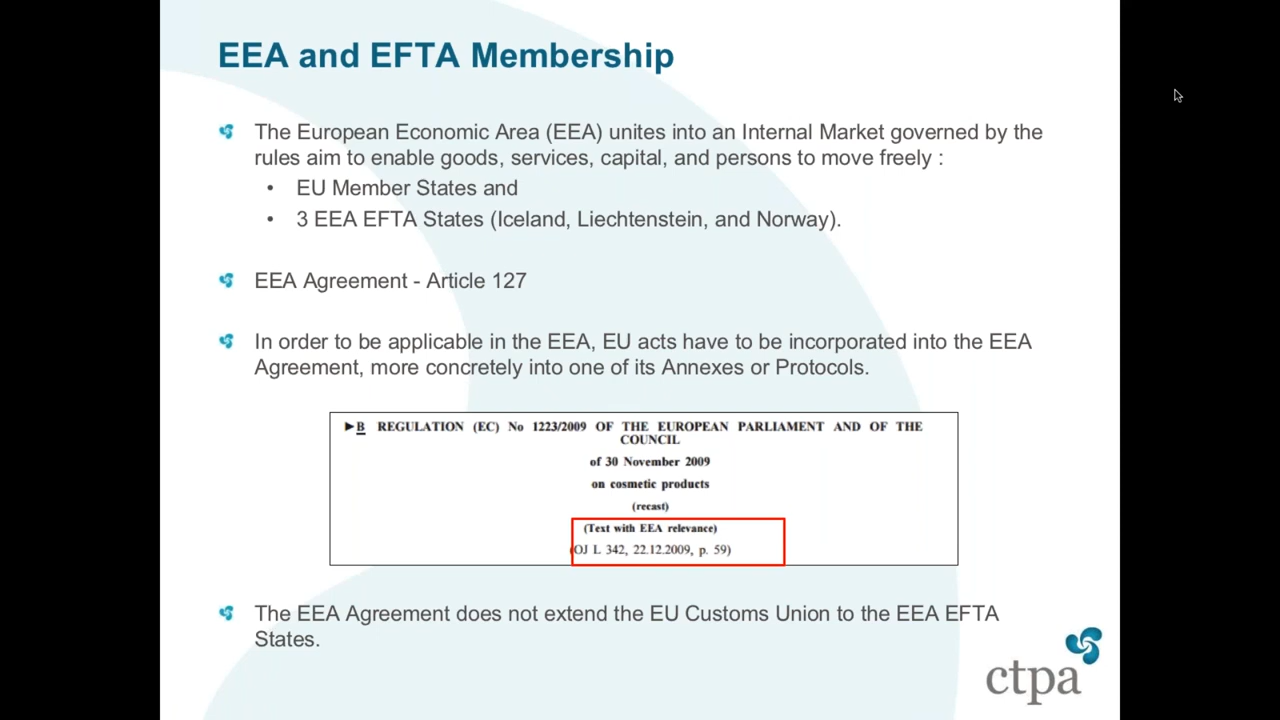 EEA and EFTA Membership
The European Economic Area (EEA) unites into an Internal Market governed by the
rules aim to enable goods, services, capital, and persons to move freely :
• EU Member States and
• 3 EEA EFTA States (Iceland, Liechtenstein, and Norway).
EEA Agreement - Article 127
In order to be applicable in the EEA, EU acts have to be incorporated into the EEA
Agreement, more concretely into one of its Annexes or Protocols.
►B REGULATION (EC) No 1223/2009 OF THE EUROPEAN PARLIAMENT AND OF THE
COUNCIL
of 30 November 2009
on cosmetic products
(recast)
(Text with EEA relevance)
(OJ L 342, 22.12.2009, p. 59)
The EEA Agreement does not extend the EU Customs Union to the EEA EFTA
States.
ctpa